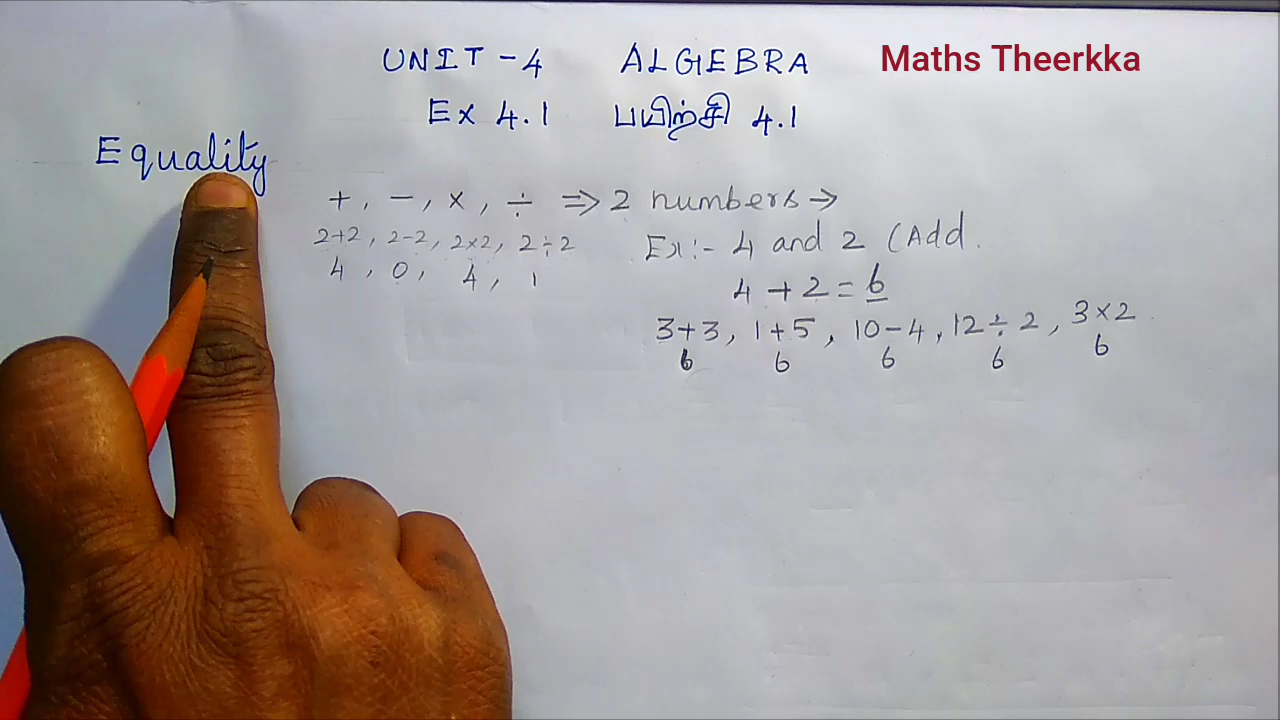 UNIT - 4 ALGEBRA
Maths Theerkka
Ex 4.1 பயிற்சி 4.1
Equality
+, -, ×, ÷ ⇒ 2 numbers →
2+2, 2-2, 2×2, 2÷2
4, 0, 4, 1
Ex:- 4 and 2 (Add.
4 + 2 = 6
3+3, 1+5, 10-4, 12÷2, 3×2
6 6 6 6 6